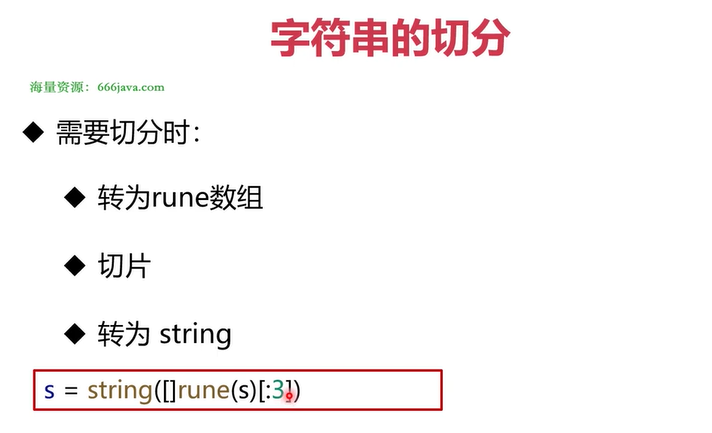 字符串的切分
海量资源：666java.com
◆ 需要切分时：
◆ 转为rune数组
◆ 切片
◆ 转为 string
s = string([]rune(s)[:3])